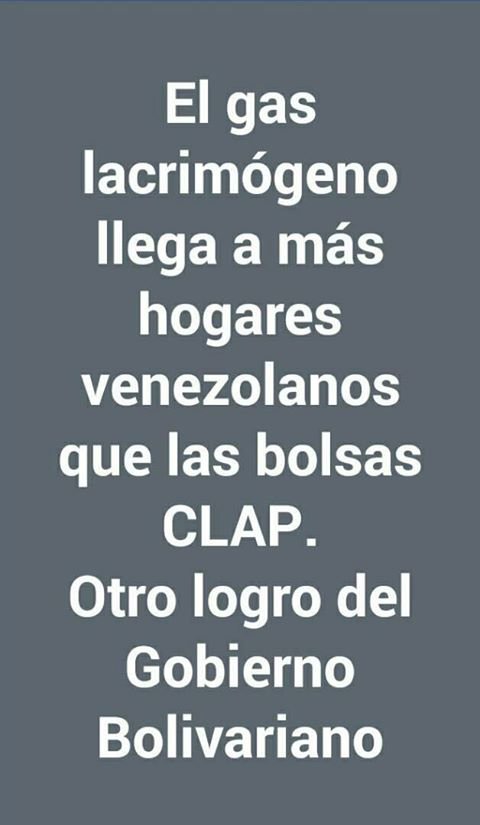 El gas
lacrimógeno
llega a más
hogares
venezolanos
que las bolsas
CLAP.
Otro logro del
Gobierno
Bolivariano